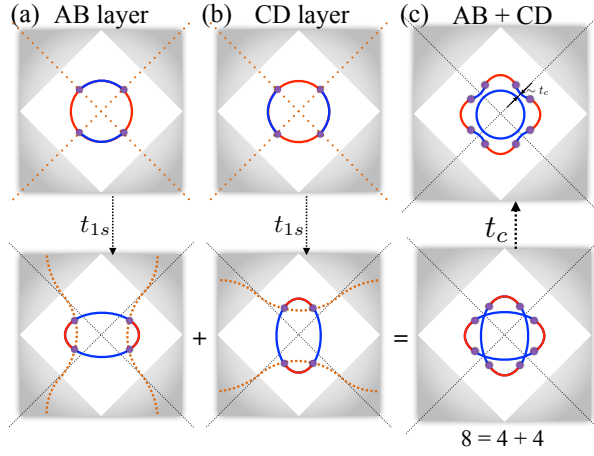 (a) AB layer
(b) CD layer
(c) AB + CD
~ t_c
t_{1s}
t_{1s}
t_c
+
=
8 = 4 + 4